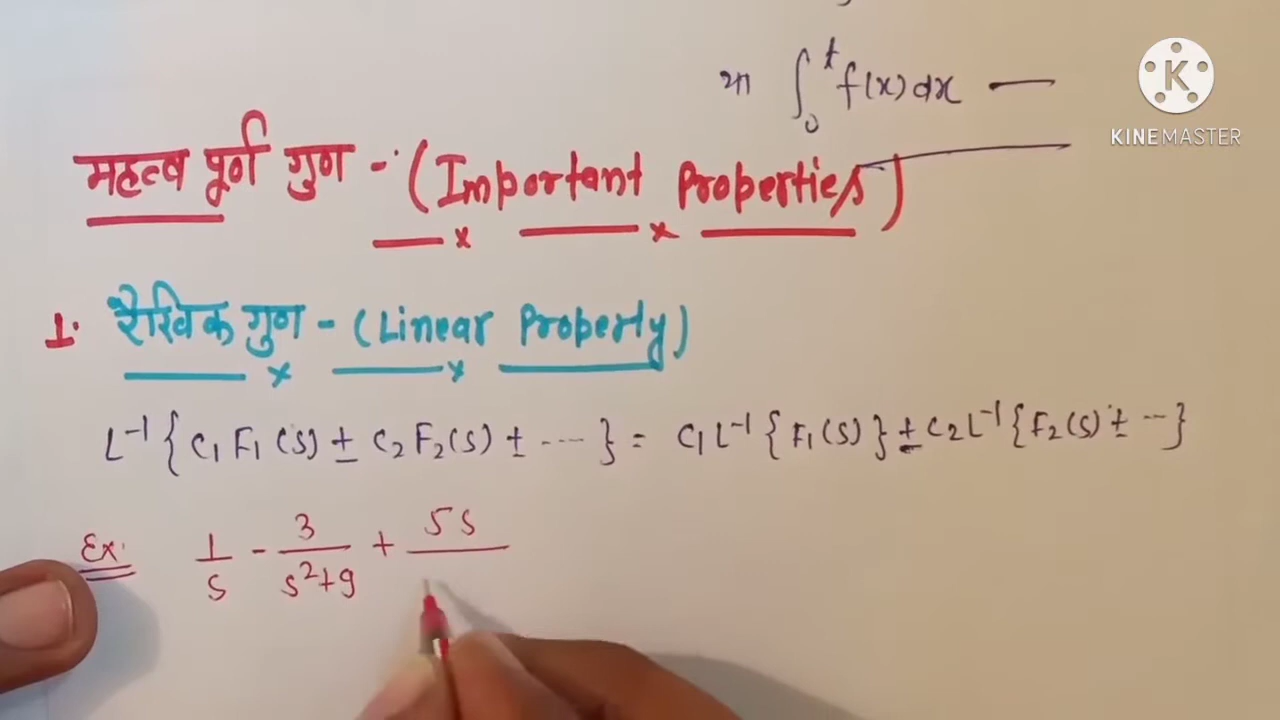 या ∫₀ᵗ f(x) dx —
KINEMASTER
महत्व पूर्ण गुण - (Important Properties)
1. रैखिक गुण - (Linear Property)
L⁻¹ { C₁ F₁ (s) ± C₂ F₂ (s) ± ---- } = C₁ L⁻¹ { F₁ (s) } ± C₂ L⁻¹ { F₂ (s) ± --- }
Ex. 1/s - 3/(s²+9) + 5s/